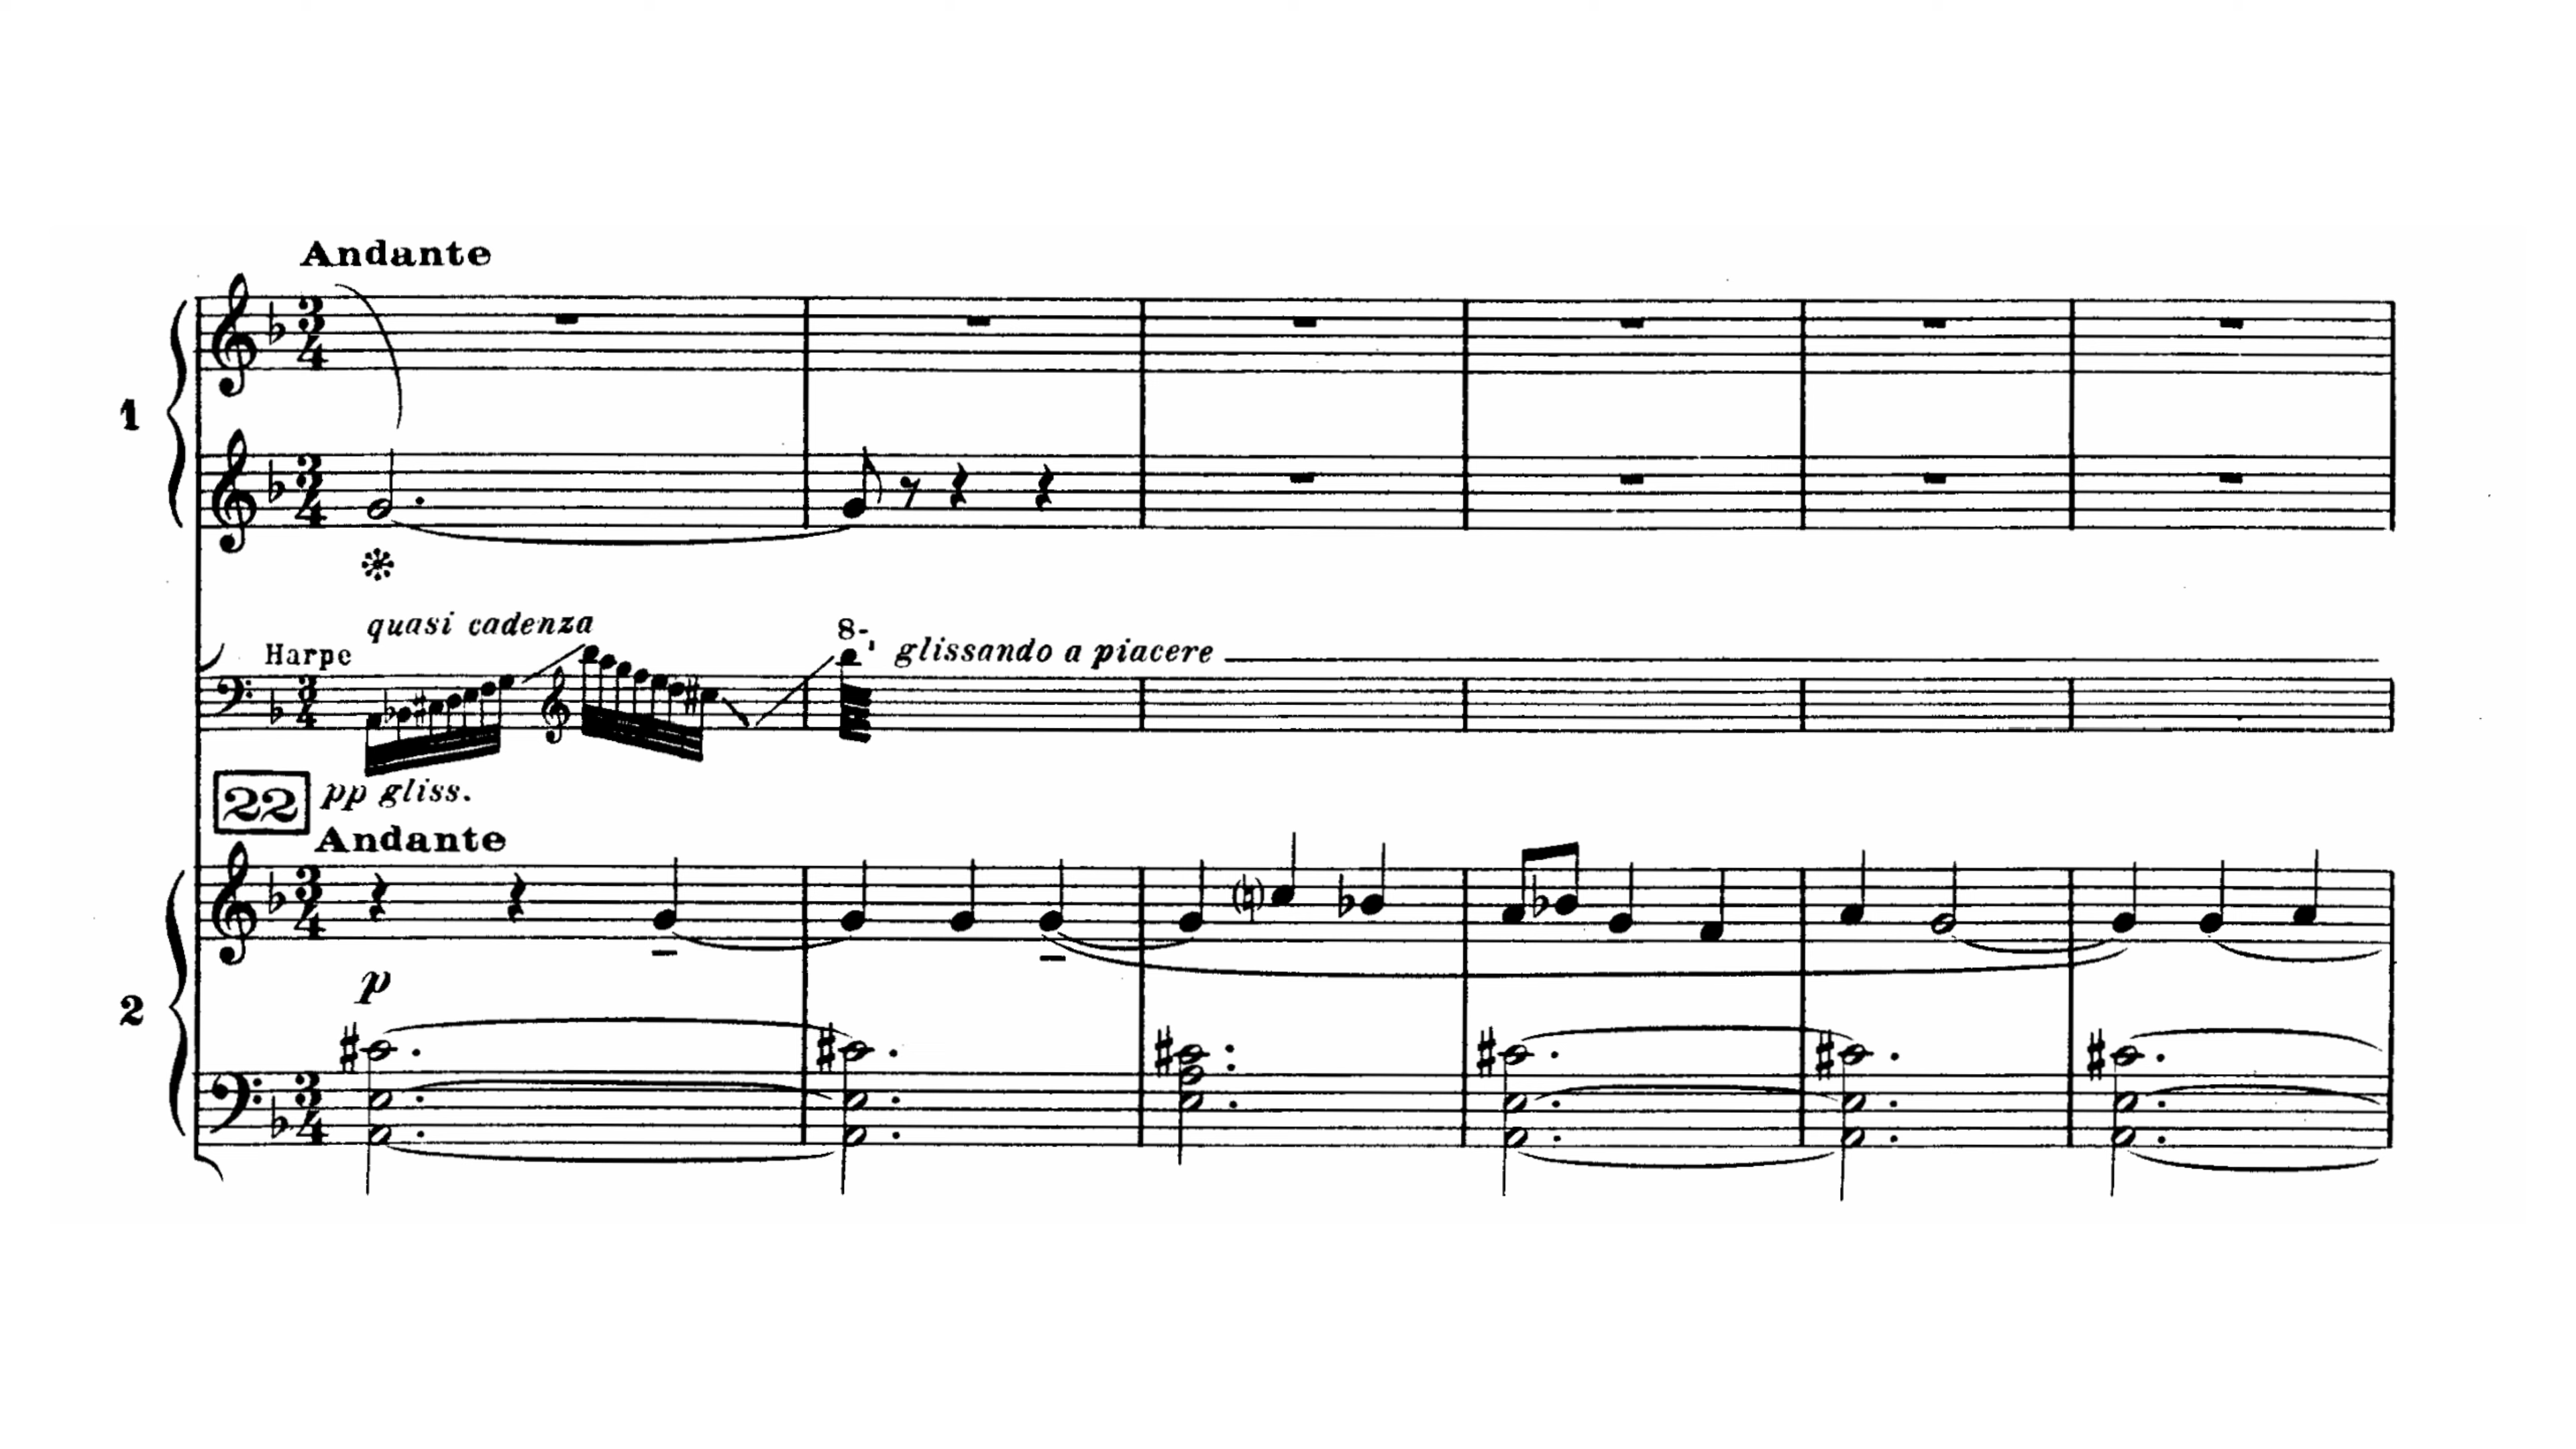 Andante
1
quasi cadenza
8-
Harpe
glissando a piacere
22
pp gliss.
Andante
p
2